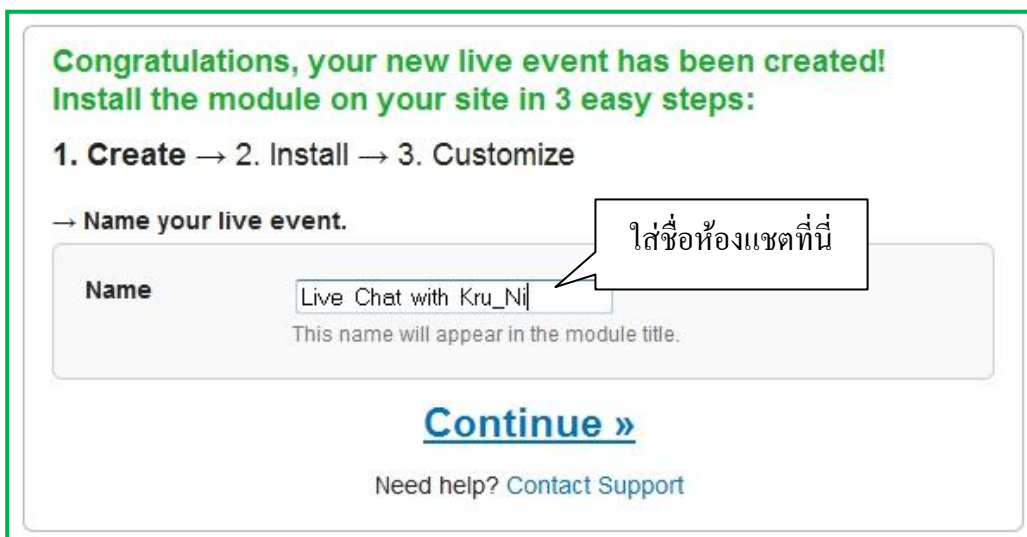 Congratulations, your new live event has been created!
Install the module on your site in 3 easy steps:
1. Create → 2. Install → 3. Customize
→ Name your live event.
ใส่ชื่อห้องแชตที่นี่
Name
Live Chat with Kru_Ni
This name will appear in the module title.
Continue »
Need help? Contact Support